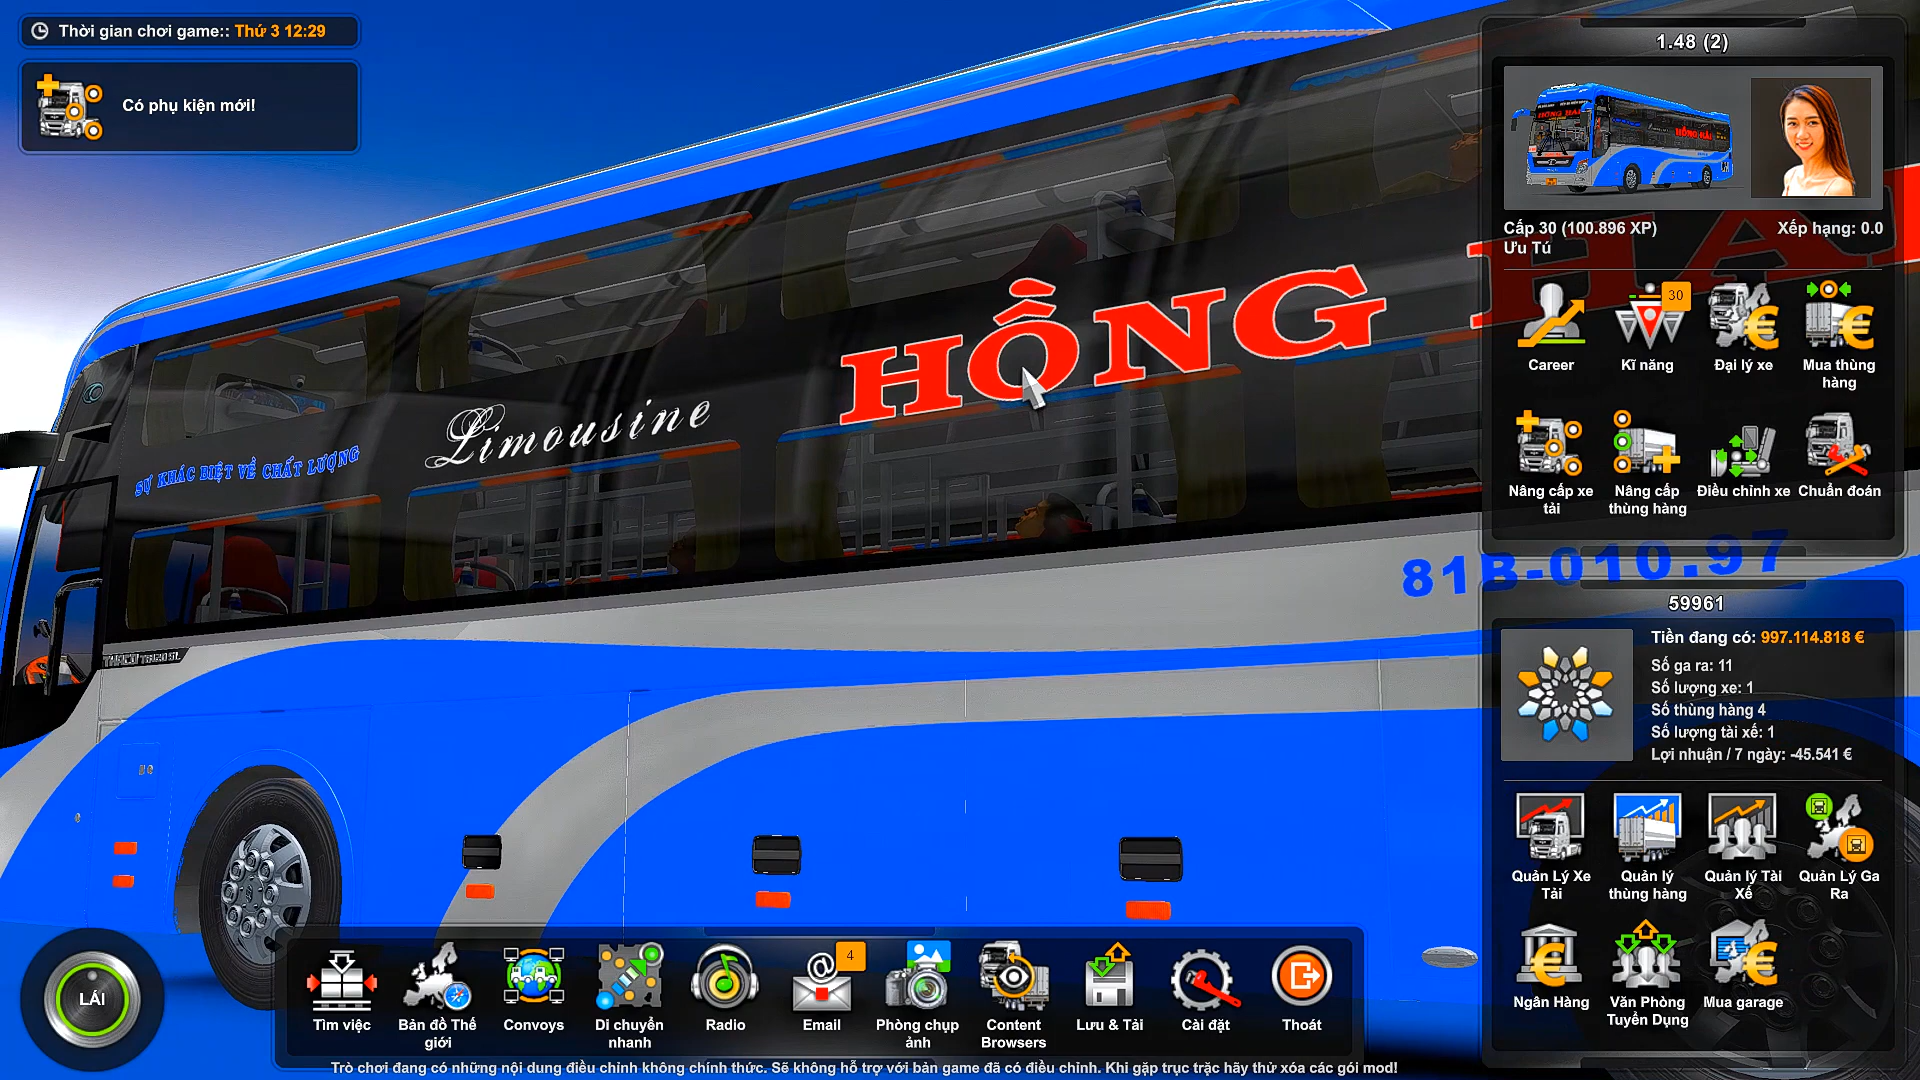 Thời gian chơi game:: Thứ 3 12:29
Có phụ kiện mới!
SỰ KHÁC BIỆT VỀ CHẤT LƯỢNG
Limousine
HỒNG HẢI
81B-010.97
1.48 (2)
HỒNG HẢI
Cấp 30 (100.896 XP)
Xếp hạng: 0.0
Ưu Tú
Career
30
Kĩ năng
Đại lý xe
Mua thùng
hàng
Nâng cấp xe
tải
Nâng cấp
thùng hàng
Điều chỉnh xe
Chuẩn đoán
59961
Tiền đang có: 997.114.818 €
Số ga ra: 11
Số lượng xe: 1
Số thùng hàng 4
Số lượng tài xế: 1
Lợi nhuận / 7 ngày: -45.541 €
Quản Lý Xe
Tải
Quản lý
thùng hàng
Quản lý Tài
Xế
Quản Lý Ga
Ra
Ngân Hàng
Văn Phòng
Tuyển Dụng
Mua garage
LÁI
Tìm việc
Bản đồ Thế
giới
Convoys
Di chuyển
nhanh
Radio
4
Email
Phòng chụp
ảnh
Content
Browsers
Lưu & Tải
Cài đặt
Thoát
Trò chơi đang có những nội dung điều chỉnh không chính thức. Sẽ không hỗ trợ với bản game đã có điều chỉnh. Khi gặp trục trặc hãy thử xóa các gói mod!